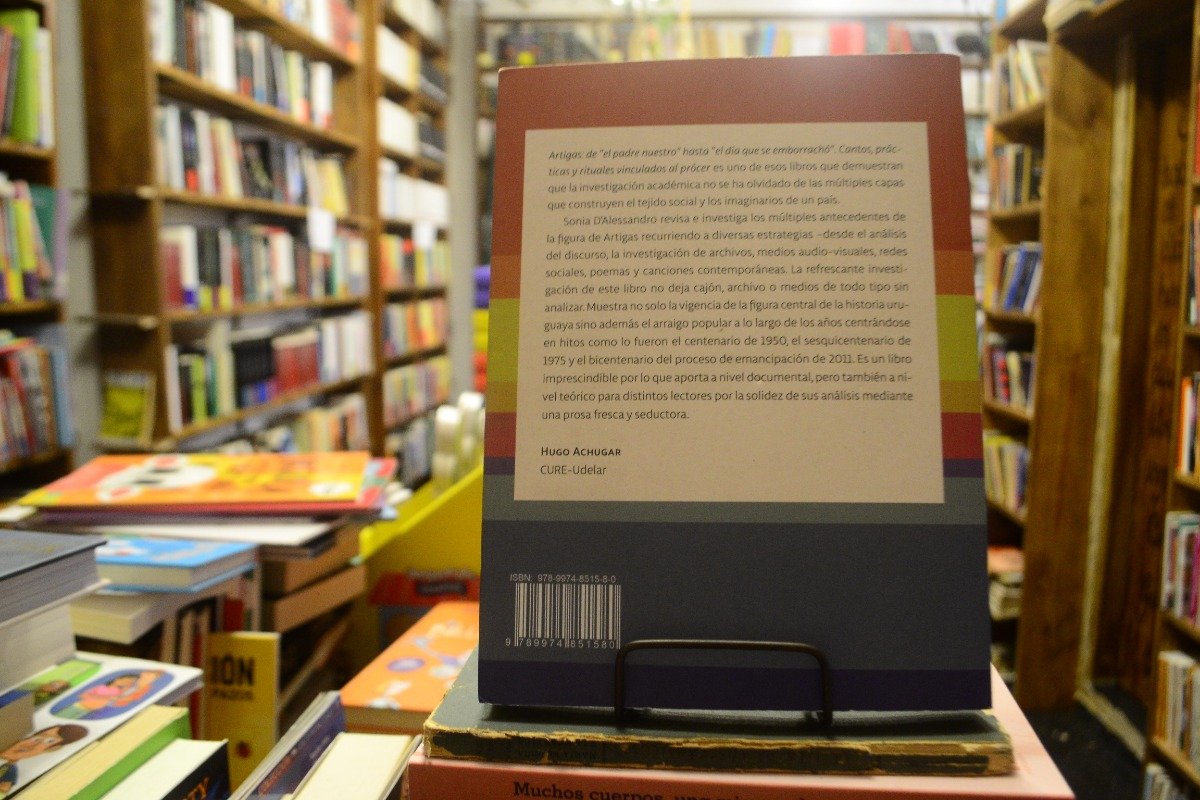 Artigas: de "el padre nuestro" hasta "el día que se emborrachó". Cantos, prác-
ticas y rituales vinculados al prócer es uno de esos libros que demuestran
que la investigación académica no se ha olvidado de las múltiples capas
que construyen el tejido social y los imaginarios de un país.
Sonia D'Alessandro revisa e investiga los múltiples antecedentes de
la figura de Artigas recurriendo a diversas estrategias –desde el análisis
del discurso, la investigación de archivos, medios audio-visuales, redes
sociales, poemas y canciones contemporáneas. La refrescante investi-
gación de este libro no deja cajón, archivo o medios de todo tipo sin
analizar. Muestra no solo la vigencia de la figura central de la historia uru-
guaya sino además el arraigo popular a lo largo de los años centrándose
en hitos como lo fueron el centenario de 1950, el sesquicentenario de
1975 y el bicentenario del proceso de emancipación de 2011. Es un libro
imprescindible por lo que aporta a nivel documental, pero también a ni-
vel teórico para distintos lectores por la solidez de sus análisis mediante
una prosa fresca y seductora.
HUGO ACHUGAR
CURE-Udelar
ISBN: 978-9974-8515-8-0
9 789974 851580
Muchos cuerpos, una